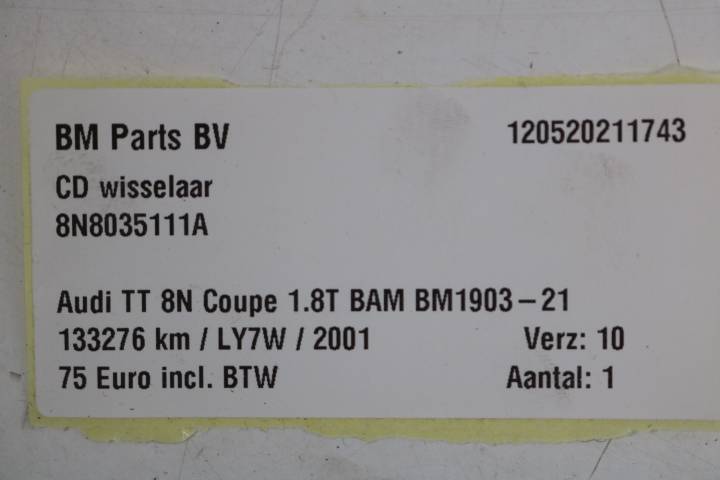 BM Parts BV 120520211743
CD wisselaar
8N8035111A
Audi TT 8N Coupe 1.8T BAM BM1903-21
133276 km / LY7W / 2001 Verz: 10
75 Euro incl. BTW Aantal: 1